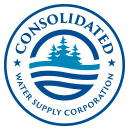 CONSOLIDATED
WATER SUPPLY CORPORATION